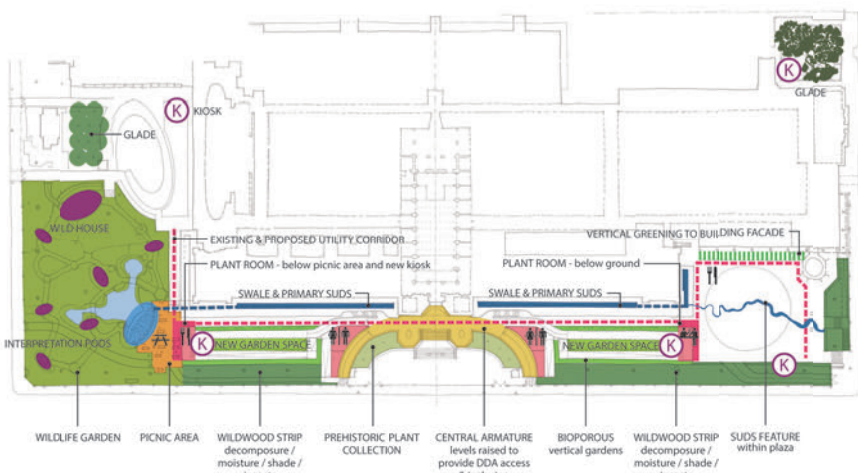 K
GLADE
K
KIOSK
GLADE
WILD HOUSE
EXISTING & PROPOSED UTILITY CORRIDOR
VERTICAL GREENING TO BUILDING FACADE
PLANT ROOM - below picnic area and new kiosk
PLANT ROOM - below ground
SWALE & PRIMARY SUDS
SWALE & PRIMARY SUDS
INTERPRETATION PODS
K
NEW GARDEN SPACE
NEW GARDEN SPACE
K
K
WILDLIFE GARDEN
PICNIC AREA
WILDWOOD STRIP
decomposure /
moisture / shade /
PREHISTORIC PLANT
COLLECTION
CENTRAL ARMATURE
levels raised to
provide DDA access
BIOPOROUS
vertical gardens
WILDWOOD STRIP
decomposure /
moisture / shade /
SUDS FEATURE
within plaza